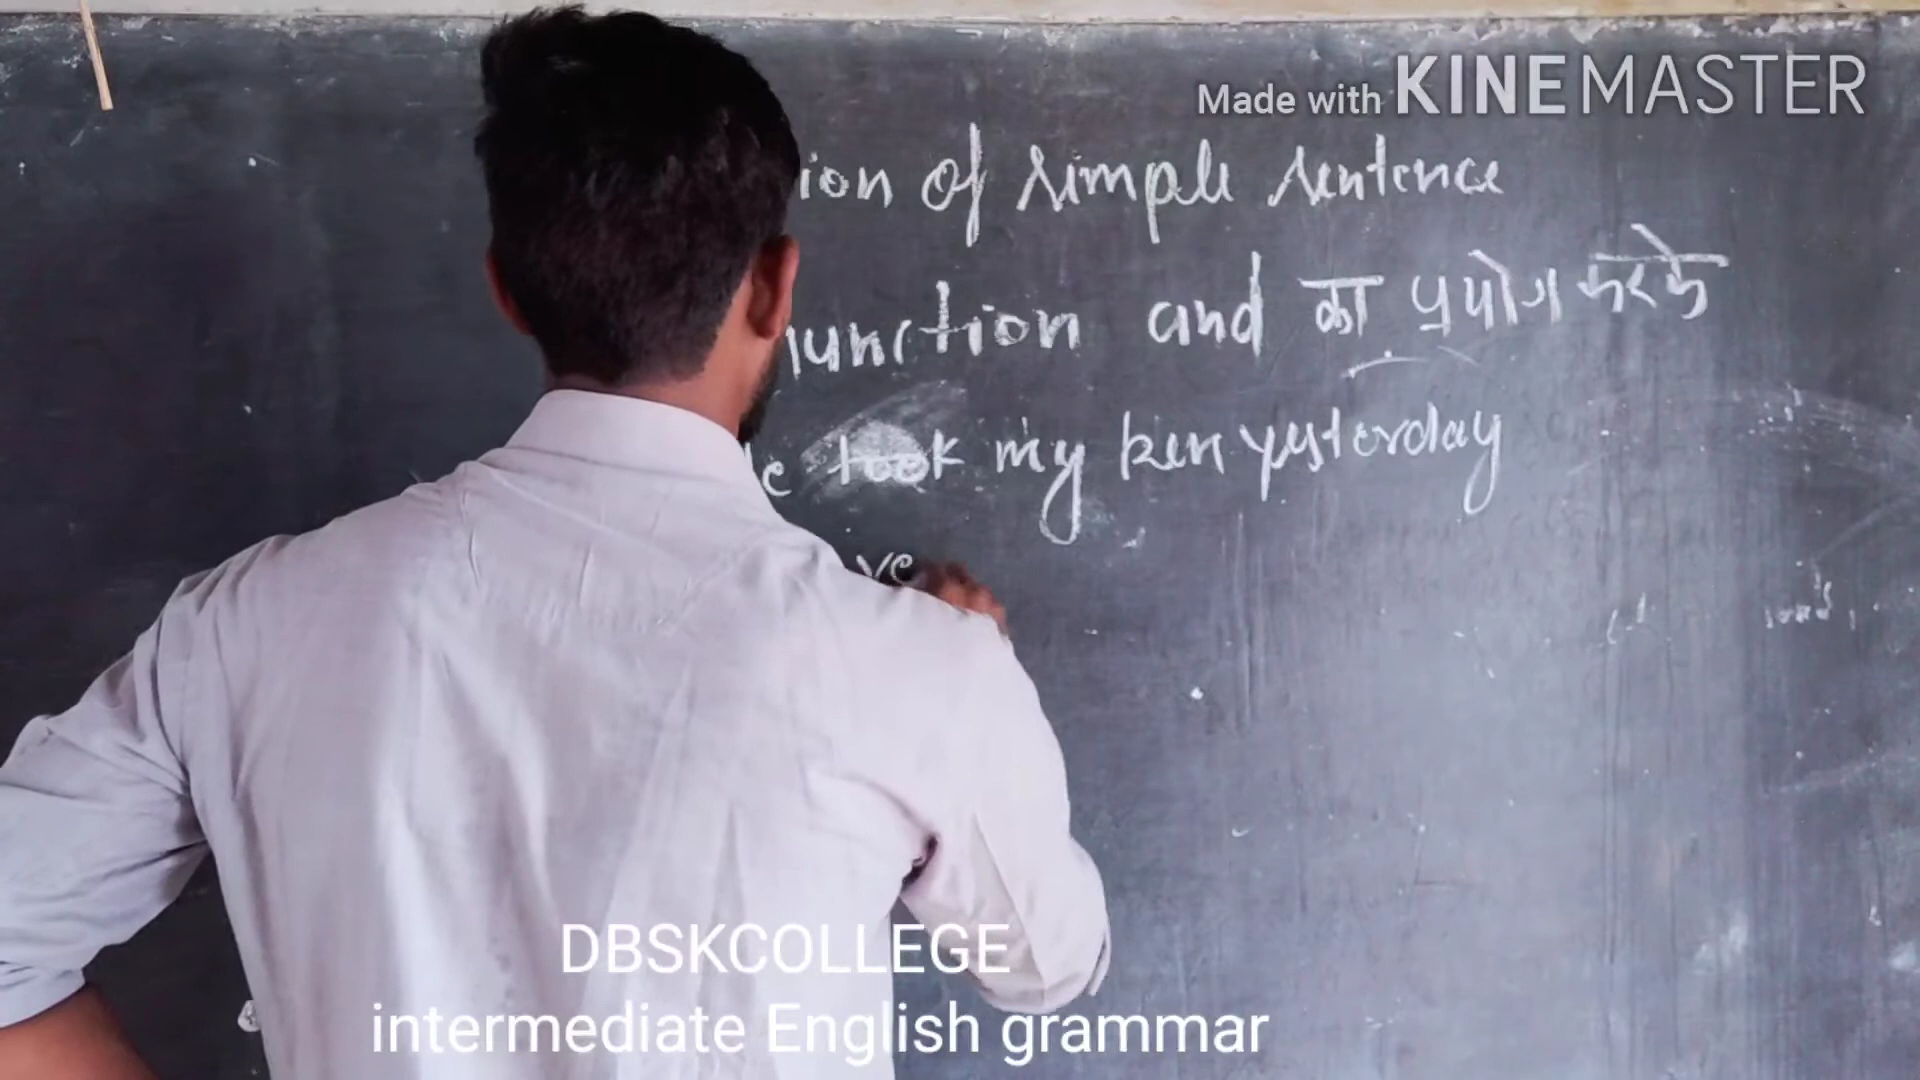 Made with KINEMASTER
ion of simple sentence
junction and का प्रयोग करके
e took my pen yesterday
ve
DBSKCOLLEGE
intermediate English grammar